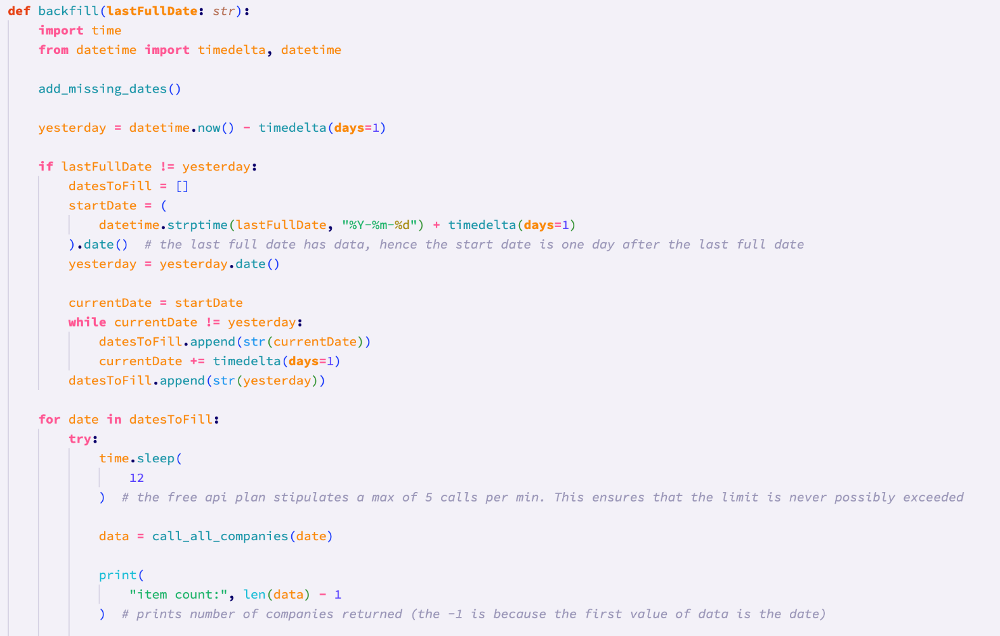 def backfill(lastFullDate: str):
    import time
    from datetime import timedelta, datetime

    add_missing_dates()

    yesterday = datetime.now() - timedelta(days=1)

    if lastFullDate != yesterday:
        datesToFill = []
        startDate = (
            datetime.strptime(lastFullDate, "%Y-%m-%d") + timedelta(days=1)
        ).date()  # the last full date has data, hence the start date is one day after the last full date
        yesterday = yesterday.date()

        currentDate = startDate
        while currentDate != yesterday:
            datesToFill.append(str(currentDate))
            currentDate += timedelta(days=1)
        datesToFill.append(str(yesterday))

    for date in datesToFill:
        try:
            time.sleep(
                12
            )  # the free api plan stipulates a max of 5 calls per min. This ensures that the limit is never possibly exceeded

            data = call_all_companies(date)

            print(
                "item count:", len(data) - 1
            )  # prints number of companies returned (the -1 is because the first value of data is the date)